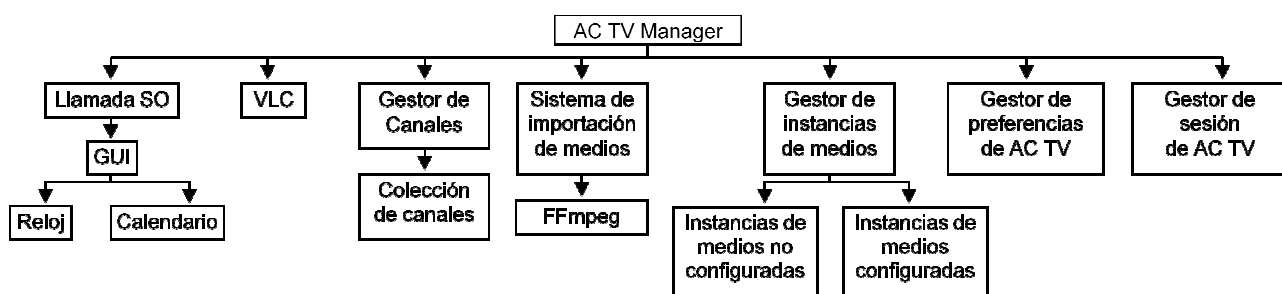 AC TV Manager
Llamada SO
VLC
Gestor de
Canales
Sistema de
importación
de medios
Gestor de
instancias
de medios
Gestor de
preferencias
de AC TV
Gestor de
sesión
de AC TV
GUI
Reloj
Calendario
Colección
de canales
FFmpeg
Instancias de
medios no
configuradas
Instancias de
medios
configuradas